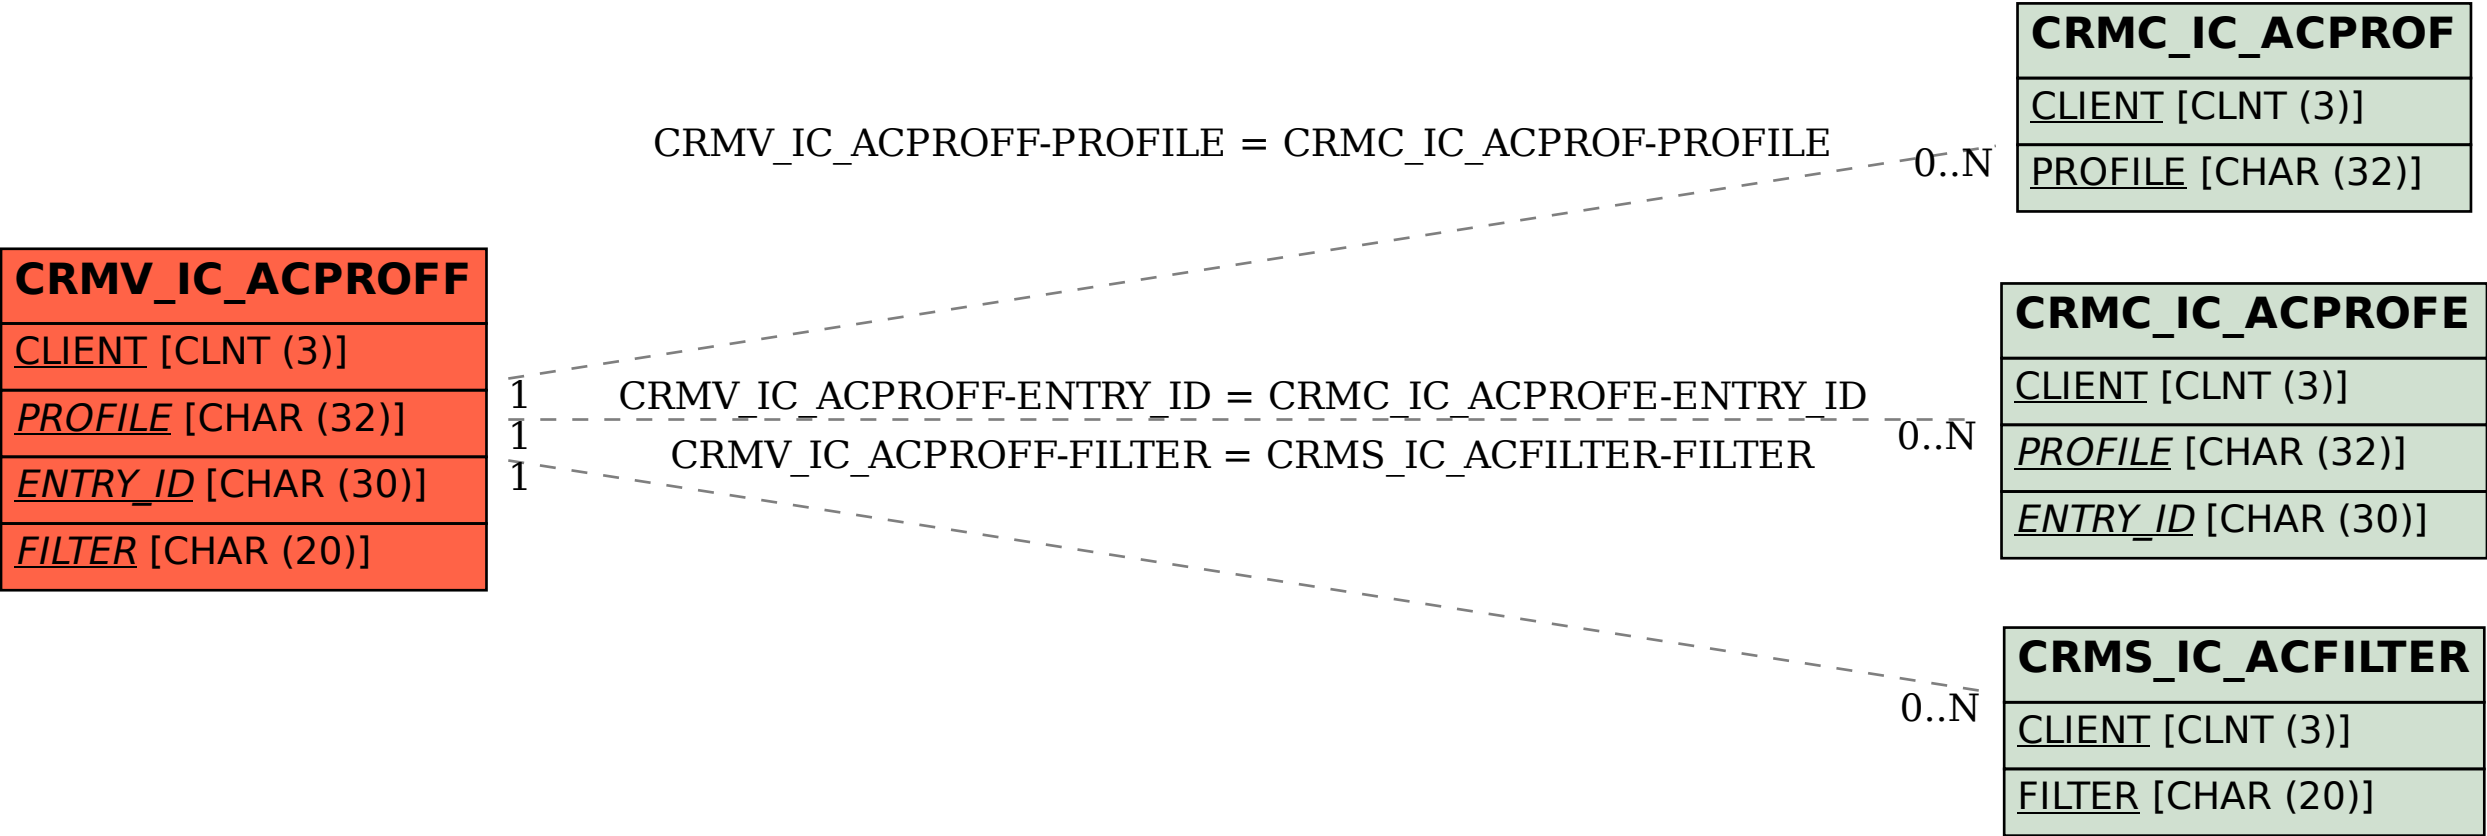 CRMV_IC_ACPROFF
CLIENT [CLNT (3)]
PROFILE [CHAR (32)]
ENTRY_ID [CHAR (30)]
FILTER [CHAR (20)]
CRMV_IC_ACPROFF-PROFILE = CRMC_IC_ACPROF-PROFILE
0..N
1
CRMV_IC_ACPROFF-ENTRY_ID = CRMC_IC_ACPROFE-ENTRY_ID
0..N
1
CRMV_IC_ACPROFF-FILTER = CRMS_IC_ACFILTER-FILTER
1
0..N
CRMC_IC_ACPROF
CLIENT [CLNT (3)]
PROFILE [CHAR (32)]
CRMC_IC_ACPROFE
CLIENT [CLNT (3)]
PROFILE [CHAR (32)]
ENTRY_ID [CHAR (30)]
CRMS_IC_ACFILTER
CLIENT [CLNT (3)]
FILTER [CHAR (20)]